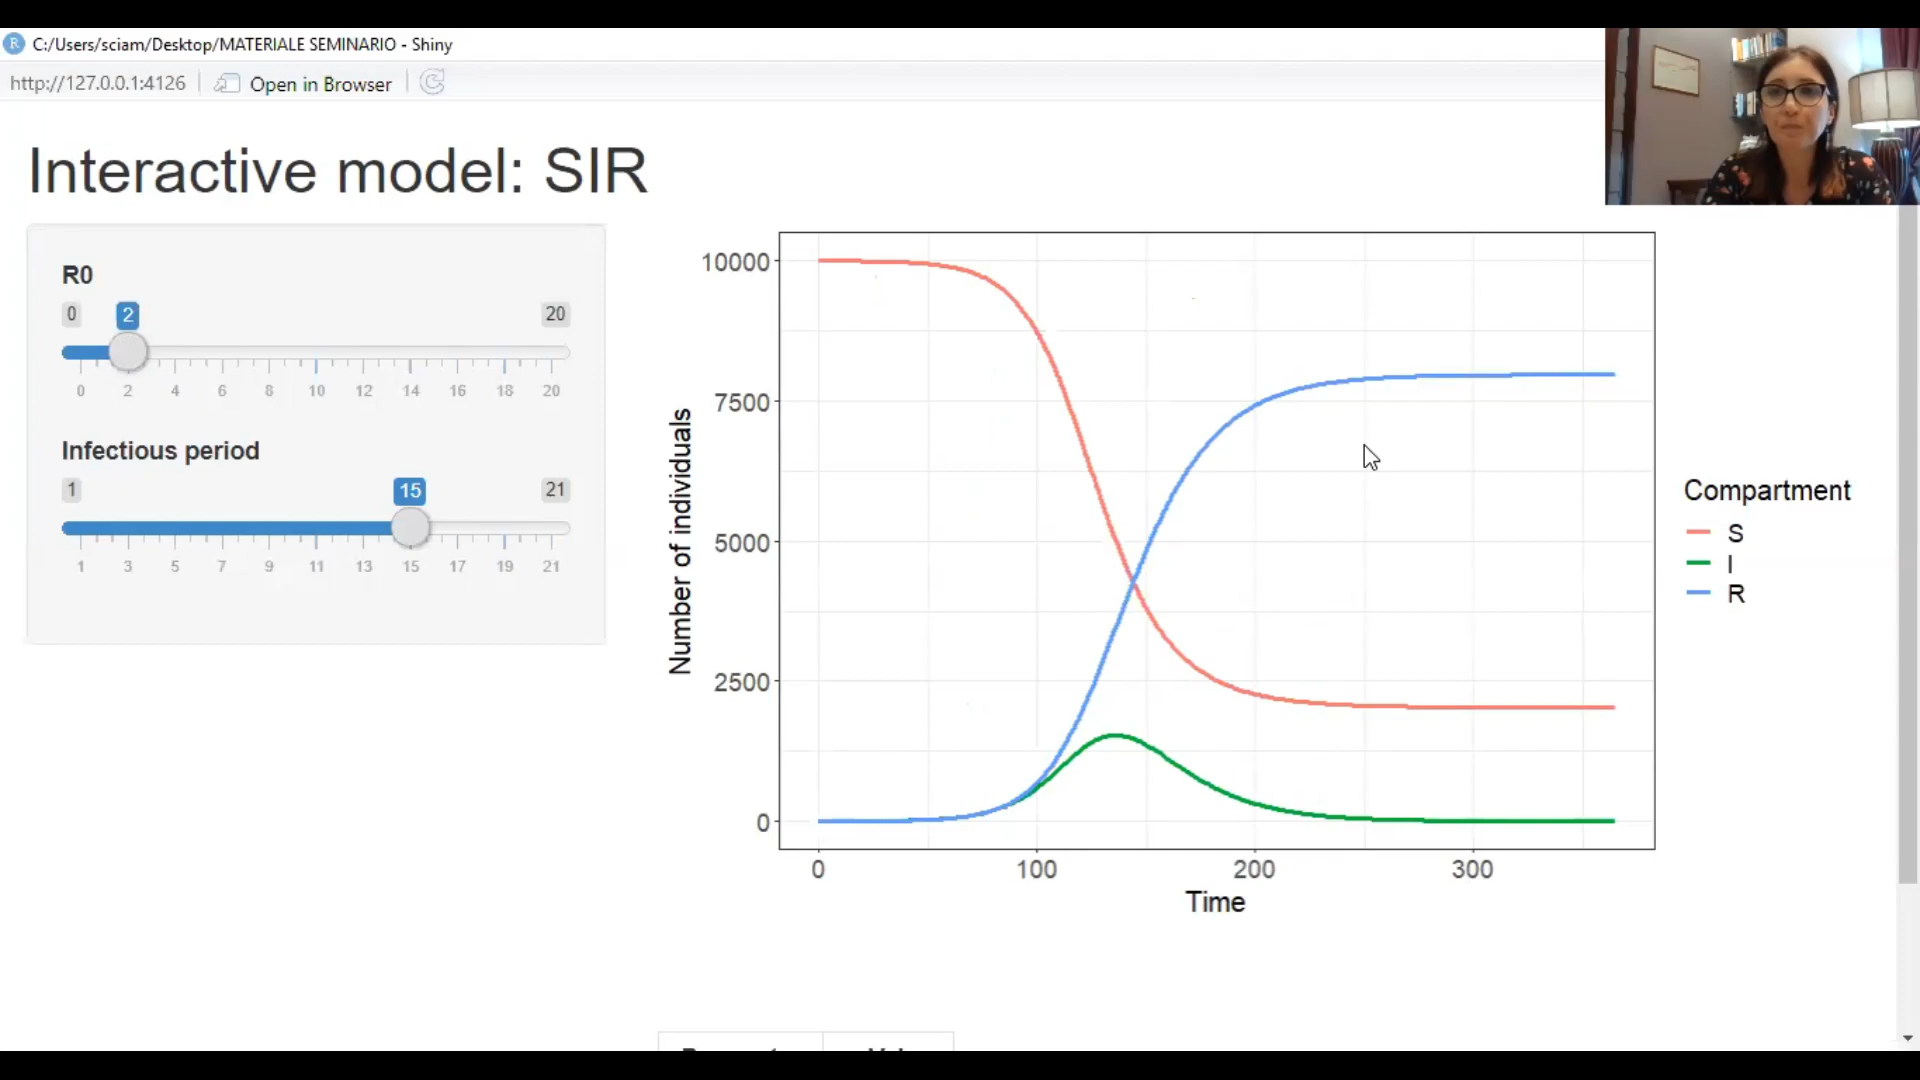 C:/Users/sciam/Desktop/MATERIALE SEMINARIO - Shiny
http://127.0.0.1:4126
Open in Browser
Interactive model: SIR
R0
0 2 20
0 2 4 6 8 10 12 14 16 18 20
Infectious period
1 15 21
1 3 5 7 9 11 13 15 17 19 21
Number of individuals
10000
7500
5000
2500
0
0 100 200 300
Time
Compartment
S
I
R